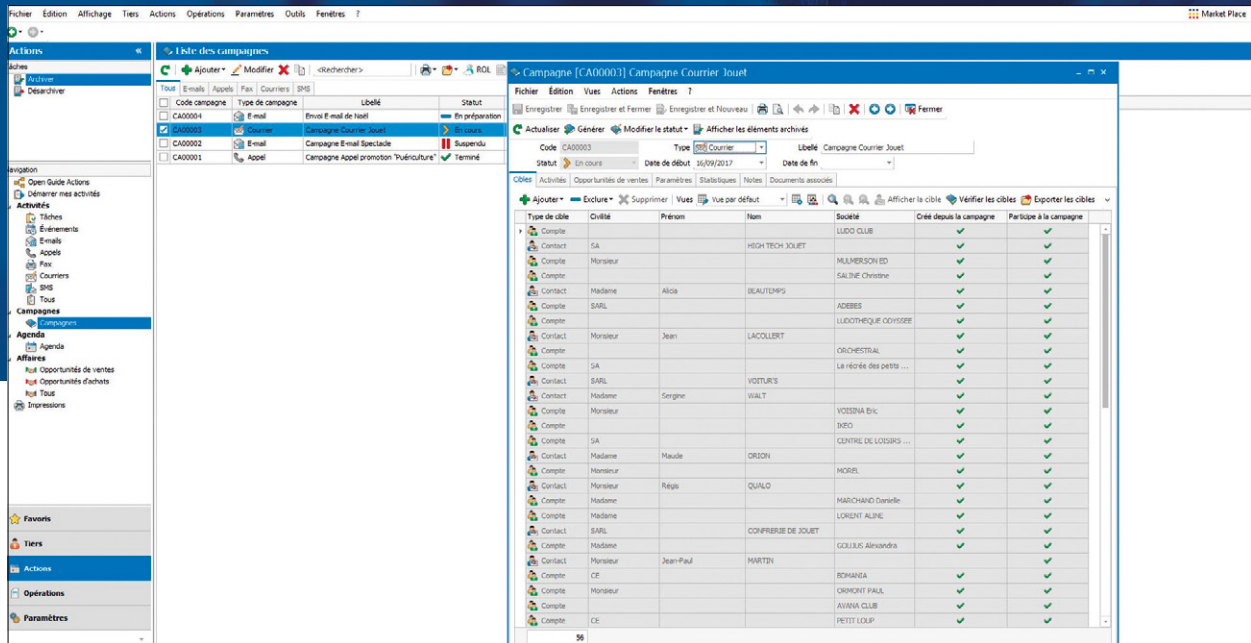 Fichier Édition Affichage Tiers Actions Opérations Paramètres Outils Fenêtres ?
Market Place
Actions «
Tâches
Archiver
Désarchiver
Navigation
Open Guide Actions
Démarrer mes activités
Activités
Tâches
Événements
E-mails
Appels
Fax
Courriers
SMS
Tous
Campagnes
Campagnes
Agenda
Agenda
Affaires
Opportunités de ventes
Opportunités d'achats
Tous
Impressions
Favoris
Tiers
Actions
Opérations
Paramètres
Liste des campagnes
Ajouter Modifier <Rechercher> ROL
Tout E-mails Appels Fax Courriers SMS
Code campagne Type de campagne Libellé Statut
CA00004 E-mail Envoi E-mail de Noël En préparation
CA00003 Courrier Campagne Courrier Jouet En cours
CA00002 E-mail Campagne E-mail Spectacle Suspendu
CA00001 Appel Campagne Appel promotion "Puériculture" Terminé
Campagne [CA00003] Campagne Courrier Jouet
Fichier Édition Vues Actions Fenêtres ?
Enregistrer Enregistrer et Fermer Enregistrer et Nouveau Fermer
Actualiser Générer Modifier le statut Afficher les éléments archivés
Code CA00003 Type Courrier Libellé Campagne Courrier Jouet
Statut En cours Date de début 16/09/2017 Date de fin
Cibles Activités Opportunités de ventes Paramètres Statistiques Notes Documents associés
Ajouter Exclure Supprimer Vues Vue par défaut Afficher la cible Vérifier les cibles Exporter les cibles
Type de cible Civilité Prénom Nom Société Créé depuis la campagne Participe à la campagne
Compte LUDO CLUB
Contact SA HIGH TECH JOUET
Compte Monsieur MULMERSON ED
Compte SALINE Christine
Contact Madame Alicia BEAUTEMPS
Compte SARL ADEBES
Compte LUDOTHEQUE ODYSSEE
Contact Monsieur Jean LACOLLERT
Compte ORCHESTRAL
Compte SA La récrée des petits ...
Contact SARL VOITUR'S
Contact Madame Sergine WALT
Compte Monsieur VOISINA Eric
Compte IKEO
Compte SA CENTRE DE LOISIRS ...
Contact Madame Maude ORION
Compte Monsieur MOREL
Contact Monsieur Régis QUALO
Compte Madame MARCHAND Danielle
Compte Madame LORENT ALINE
Contact SARL CONFRERIE DE JOUET
Compte Madame GOUJUS Alexandra
Contact Monsieur Jean-Paul MARTIN
Compte CE BOMANIA
Compte Monsieur ORMONT PAUL
Compte AVANA CLUB
Compte CE PETIT LOUP
56